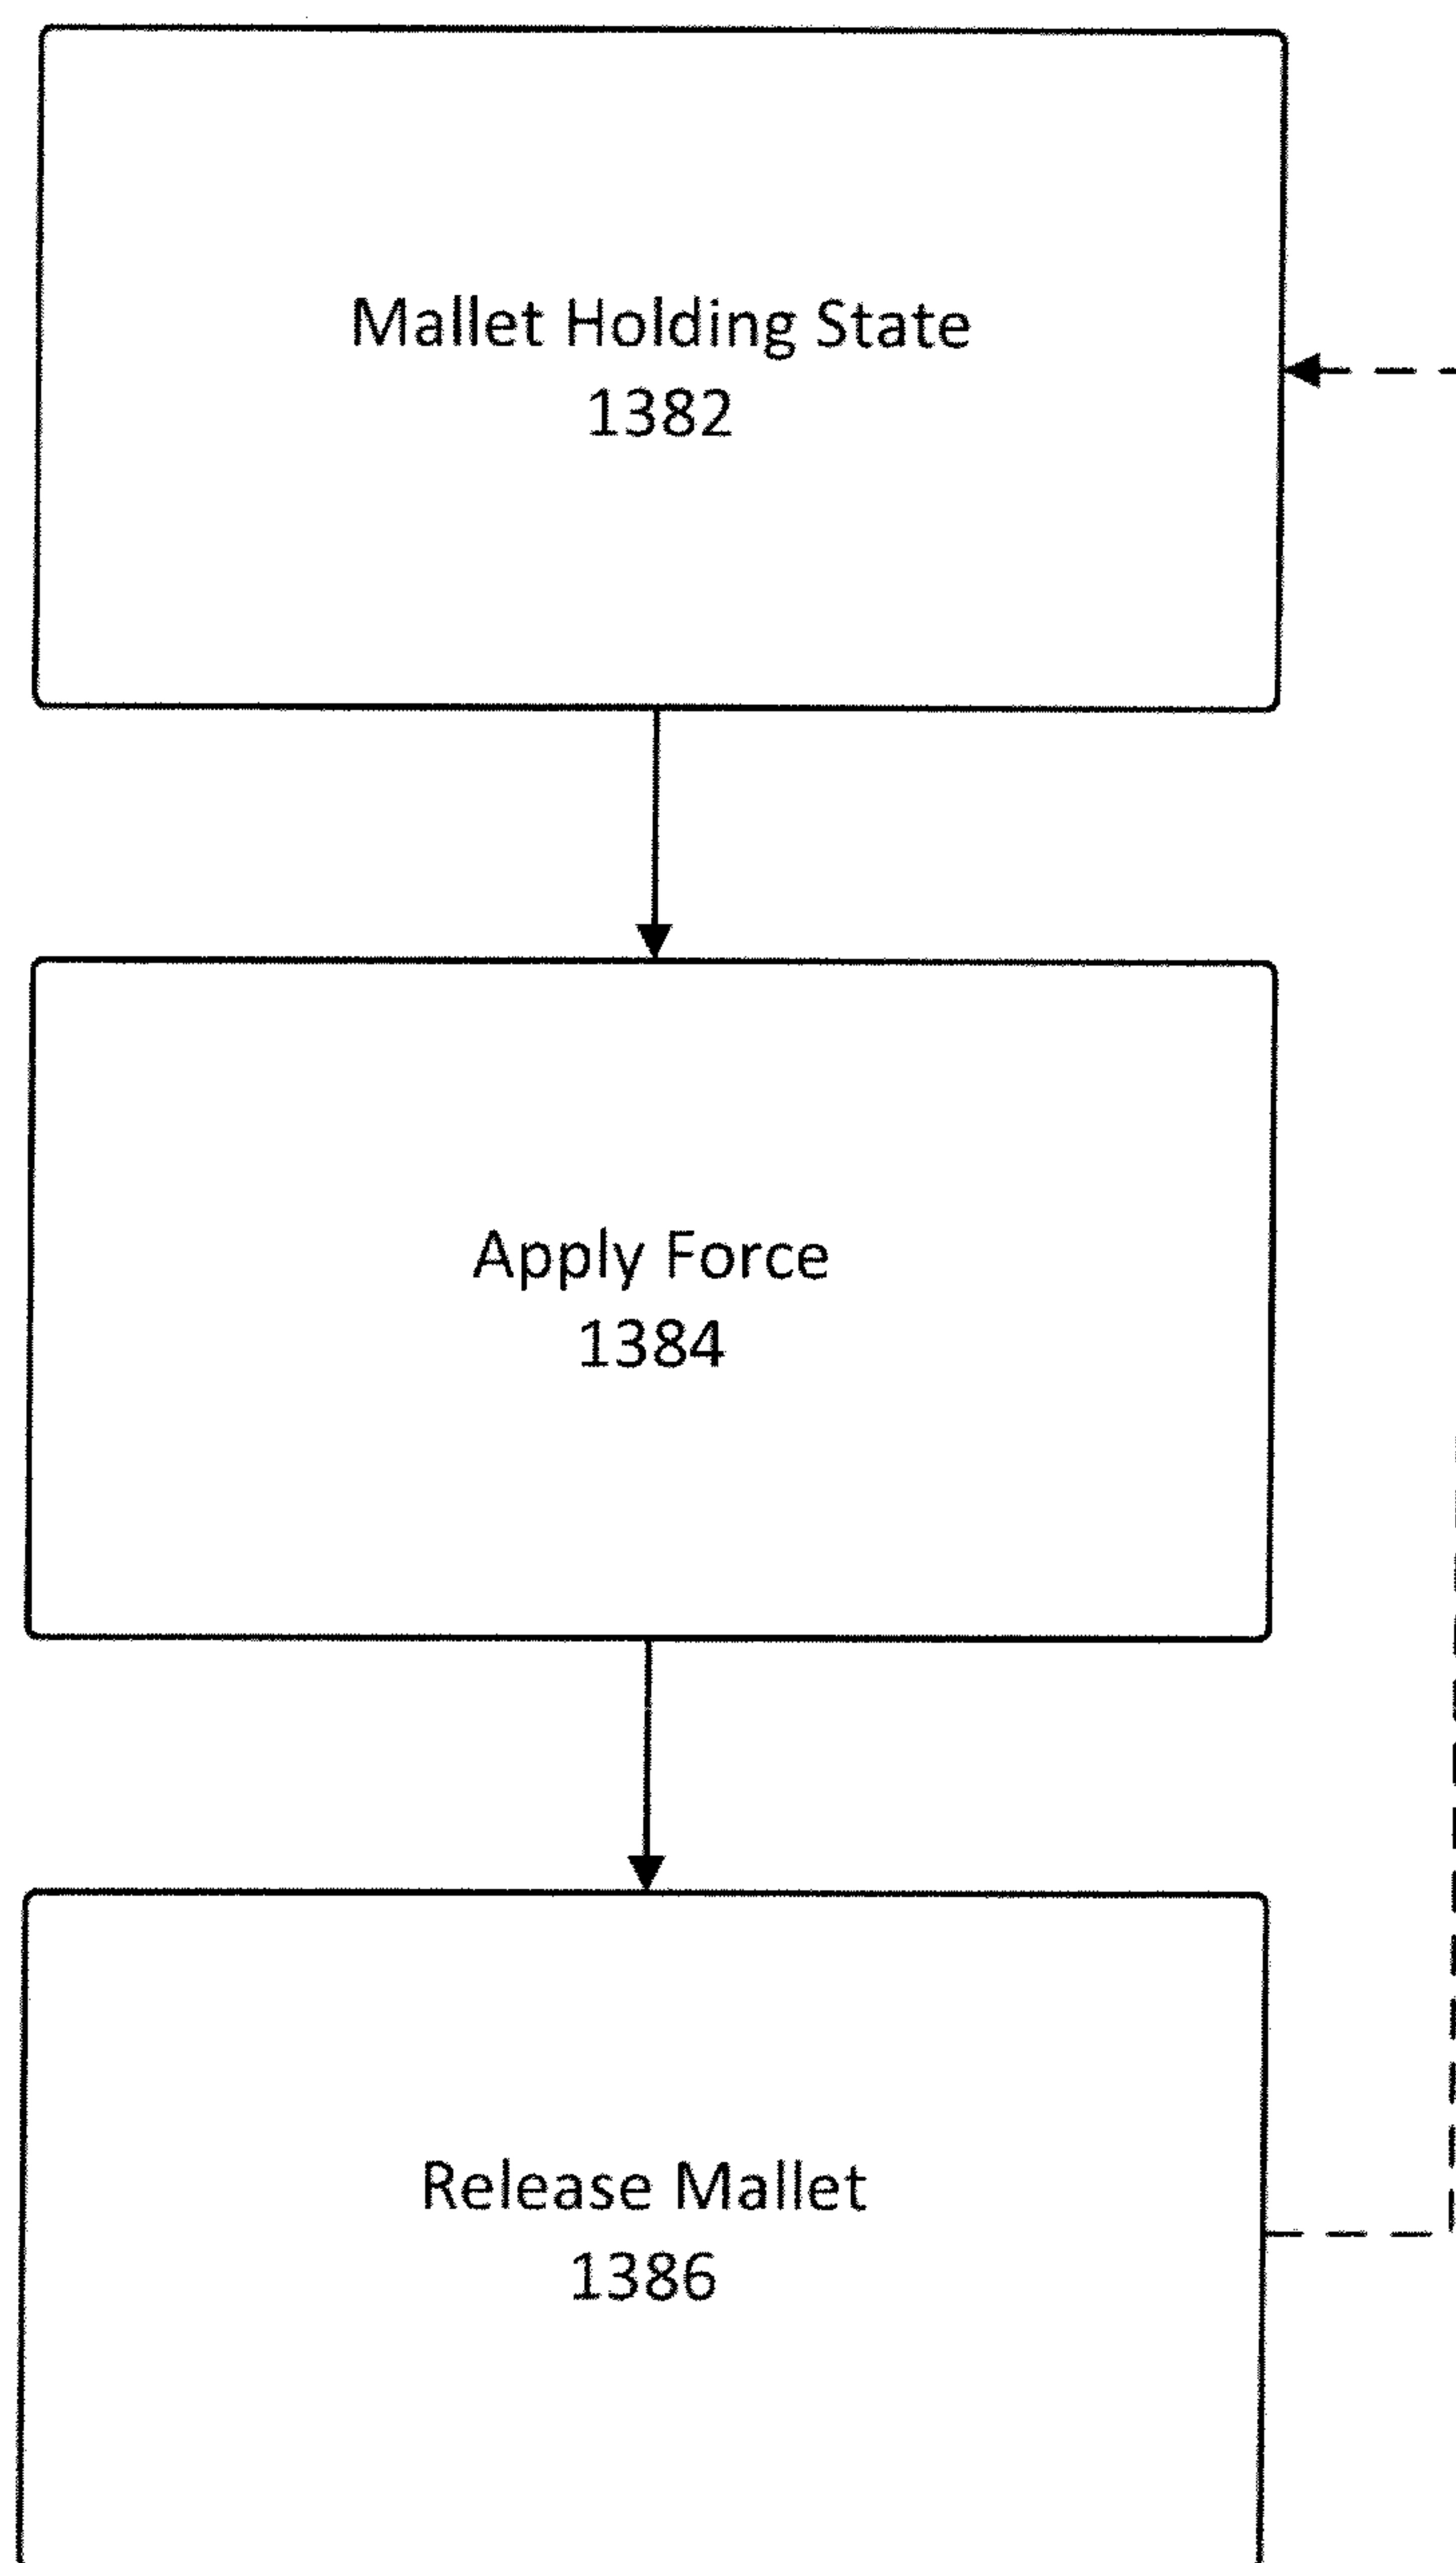 Mallet Holding State
1382
Apply Force
1384
Release Mallet
1386